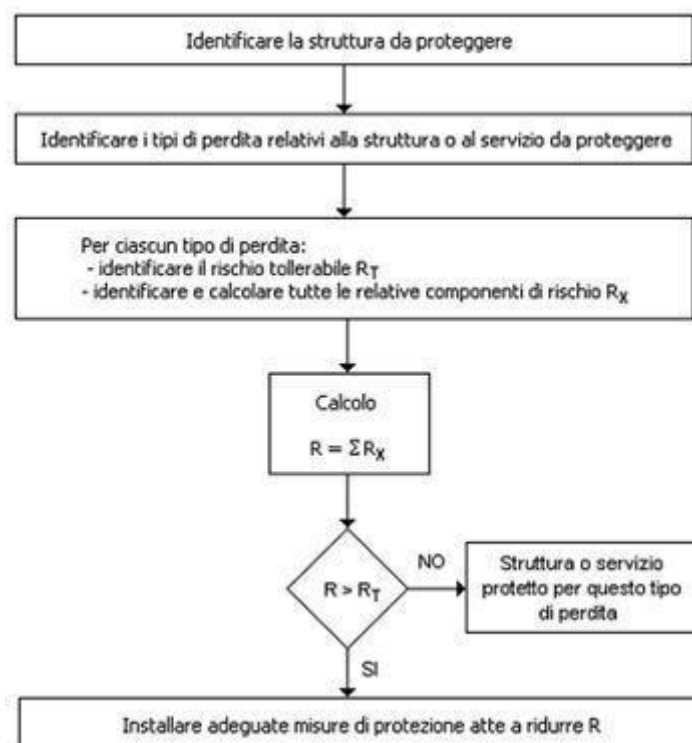 Identificare la struttura da proteggere
Identificare i tipi di perdita relativi alla struttura o al servizio da proteggere
Per ciascun tipo di perdita:
- identificare il rischio tollerabile RT
- identificare e calcolare tutte le relative componenti di rischio RX
Calcolo
R = ΣRX
R > RT
NO
Struttura o servizio
protetto per questo tipo
di perdita
SI
Installare adeguate misure di protezione atte a ridurre R